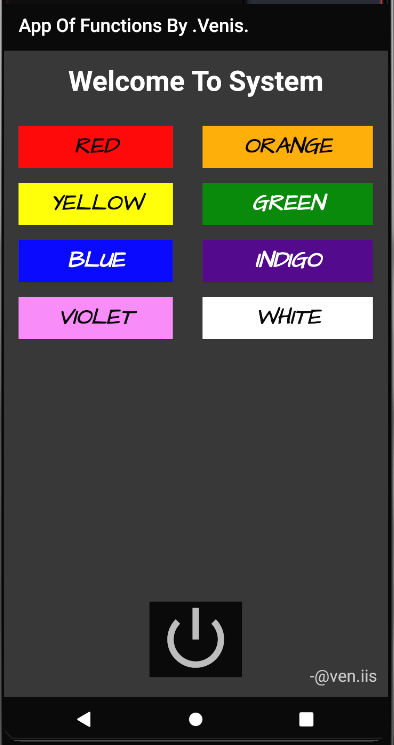 App Of Functions By .Venis.
Welcome To System
RED ORANGE
YELLOW GREEN
BLUE INDIGO
VIOLET WHITE
-@ven.iis